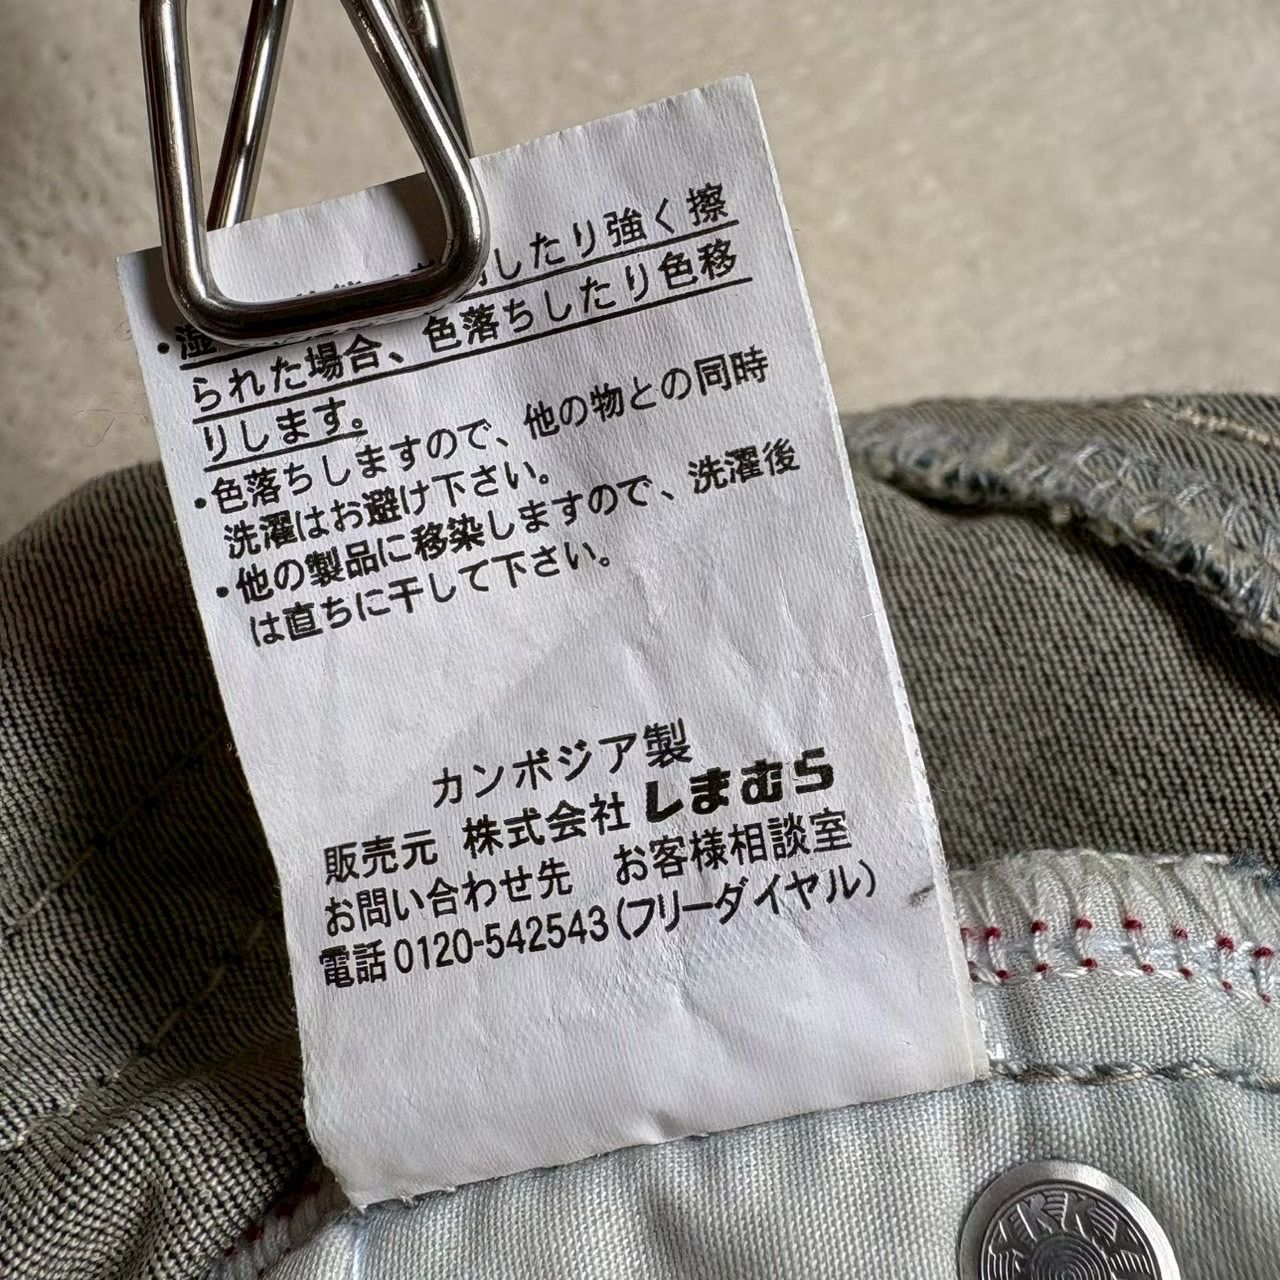 ・湿 したり強く擦
られた場合、色落ちしたり色移
りします。
・色落ちしますので、他の物との同時
洗濯はお避け下さい。
・他の製品に移染しますので、洗濯後
は直ちに干して下さい。
カンボジア製
販売元 株式会社 しまむら
お問い合わせ先 お客様相談室
電話 0120-542543(フリーダイヤル)
YKK